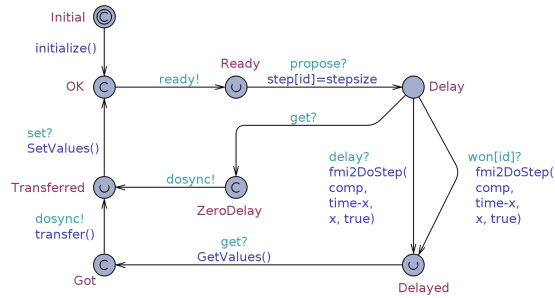 Initial
initialize()
Ready
propose?
OK
ready!
step[id]=stepsize
Delay
get?
set?
SetValues()
delay?
fmi2DoStep(
comp,
time-x,
x, true)
won[id]?
fmi2DoStep(
comp,
time-x,
x, true)
Transferred
dosync!
ZeroDelay
dosync!
transfer()
get?
GetValues()
Got
Delayed
C
C
U
U
C
C
U